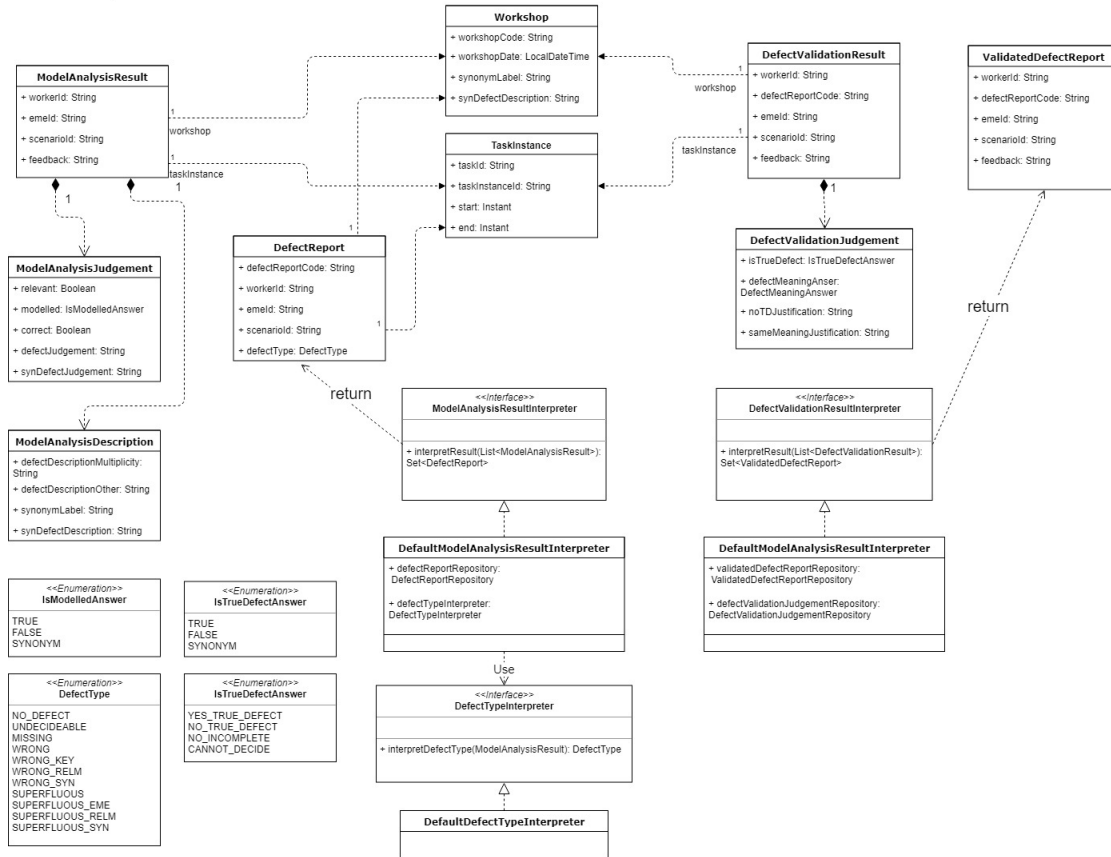 Workshop
+ workshopCode: String
+ workshopDate: LocalDateTime
+ synonymLabel: String
+ synDefectDescription: String
ModelAnalysisResult
+ workerId: String
+ emeId: String
+ scenarioId: String
+ feedback: String
1
workshop
1
taskInstance
1
1
DefectValidationResult
+ workerId: String
+ defectReportCode: String
+ emeId: String
+ scenarioId: String
+ feedback: String
1
workshop
1
taskInstance
1
ValidatedDefectReport
+ workerId: String
+ defectReportCode: String
+ emeId: String
+ scenarioId: String
+ feedback: String
TaskInstance
+ taskId: String
+ taskInstanceId: String
+ start: Instant
+ end: Instant
1
DefectReport
+ defectReportCode: String
+ workerId: String
+ emeId: String
+ scenarioId: String
+ defectType: DefectType
1
DefectValidationJudgement
+ isTrueDefect: IsTrueDefectAnswer
+ defectMeaningAnser:
DefectMeaningAnswer
+ noTDJustification: String
+ sameMeaningJustification: String
ModelAnalysisJudgement
+ relevant: Boolean
+ modelled: IsModelledAnswer
+ correct: Boolean
+ defectJudgement: String
+ synDefectJudgement: String
return
return
ModelAnalysisDescription
+ defectDescriptionMultiplicity:
String
+ defectDescriptionOther: String
+ synonymLabel: String
+ synDefectDescription: String
<<Interface>>
ModelAnalysisResultInterpreter
+ interpretResult(List<ModelAnalysisResult>):
Set<DefectReport>
<<Interface>>
DefectValidationResultInterpreter
+ interpretResult(List<DefectValidationResult>):
Set<ValidatedDefectReport>
DefaultModelAnalysisResultInterpreter
+ defectReportRepository:
DefectReportRepository
+ defectTypeInterpreter:
DefectTypeInterpreter
DefaultModelAnalysisResultInterpreter
+ validatedDefectReportRepository:
ValidatedDefectReportRepository
+ defectValidationJudgementRepository:
DefectValidationJudgementRepository
<<Enumeration>>
IsModelledAnswer
TRUE
FALSE
SYNONYM
<<Enumeration>>
IsTrueDefectAnswer
TRUE
FALSE
SYNONYM
Use
<<Enumeration>>
DefectType
NO_DEFECT
UNDECIDEABLE
MISSING
WRONG
WRONG_KEY
WRONG_RELM
WRONG_SYN
SUPERFLUOUS
SUPERFLUOUS_EME
SUPERFLUOUS_RELM
SUPERFLUOUS_SYN
<<Enumeration>>
IsTrueDefectAnswer
YES_TRUE_DEFECT
NO_TRUE_DEFECT
NO_INCOMPLETE
CANNOT_DECIDE
<<Interface>>
DefectTypeInterpreter
+ interpretDefectType(ModelAnalysisResult): DefectType
DefaultDefectTypeInterpreter